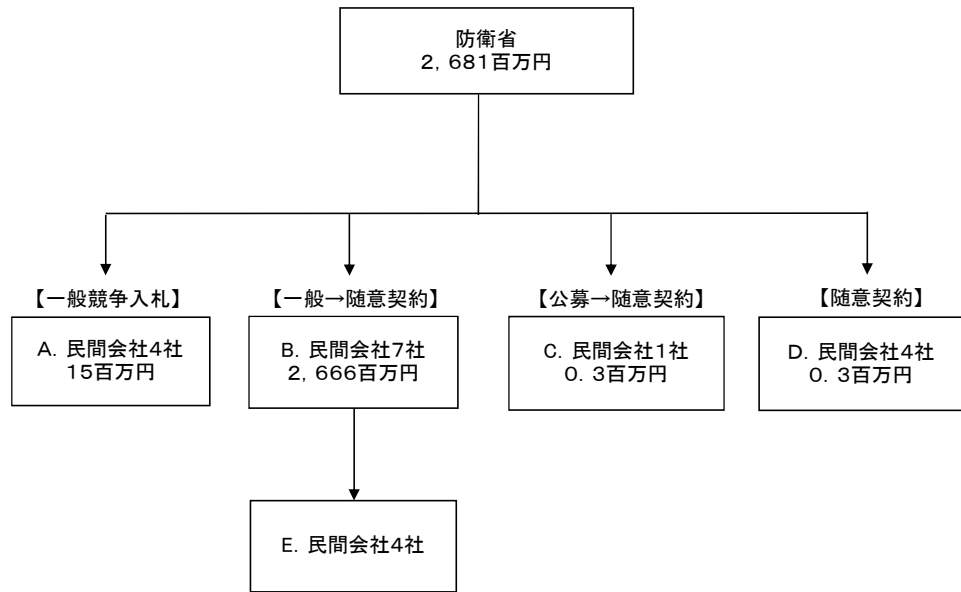 防衛省
2，681百万円
【一般競争入札】
A．民間会社4社
15百万円
【一般→随意契約】
B．民間会社7社
2，666百万円
【公募→随意契約】
C．民間会社1社
0．3百万円
【随意契約】
D．民間会社4社
0．3百万円
E．民間会社4社